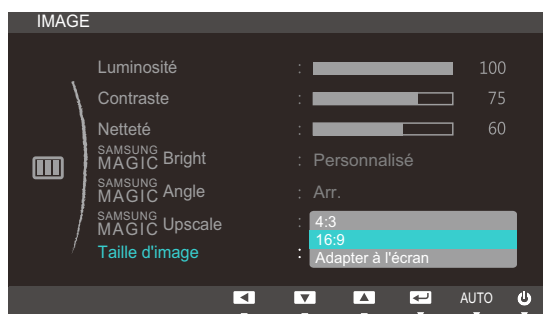 IMAGE
Luminosité : 100
Contraste : 75
Netteté : 60
SAMSUNG MAGIC Bright : Personnalisé
SAMSUNG MAGIC Angle : Arr.
SAMSUNG MAGIC Upscale : 4:3
16:9
Taille d'image : Adapter à l'écran
AUTO